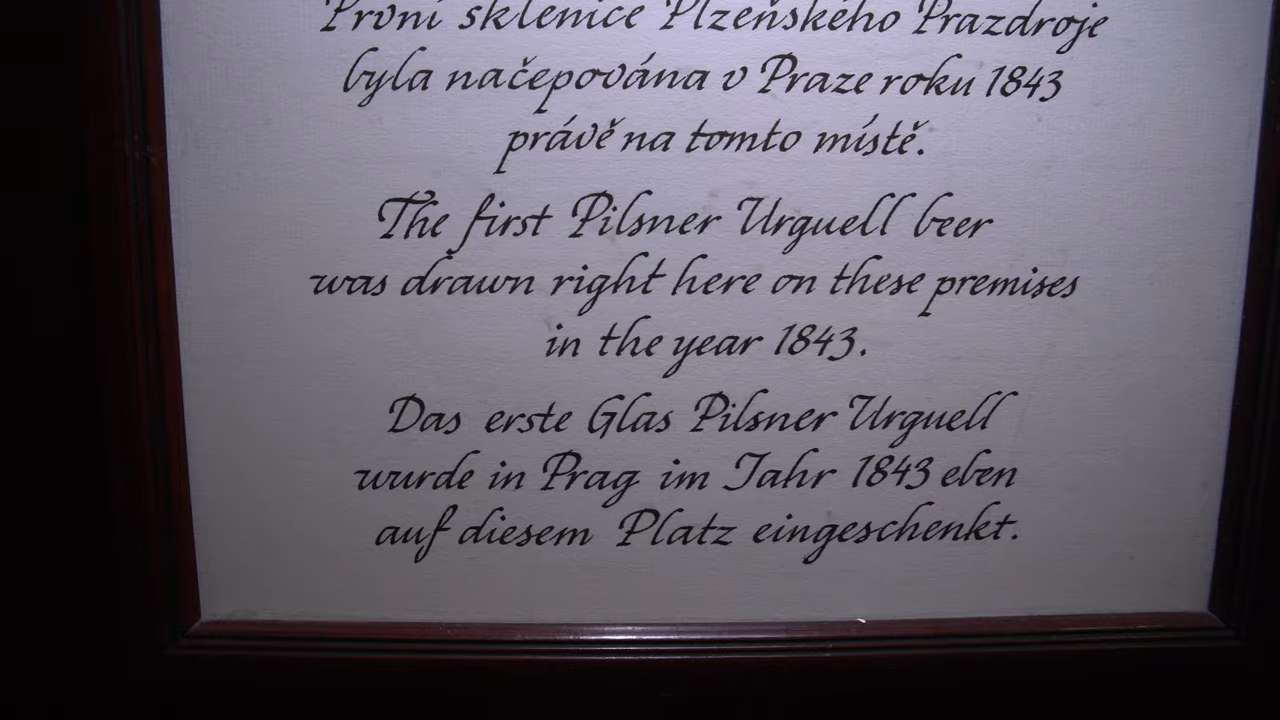 První sklenice Plzeňského Prazdroje
byla načepována v Praze roku 1843
právě na tomto místě.
The first Pilsner Urguell beer
was drawn right here on these premises
in the year 1843.
Das erste Glas Pilsner Urguell
wurde in Prag im Jahr 1843 eben
auf diesem Platz eingeschenkt.